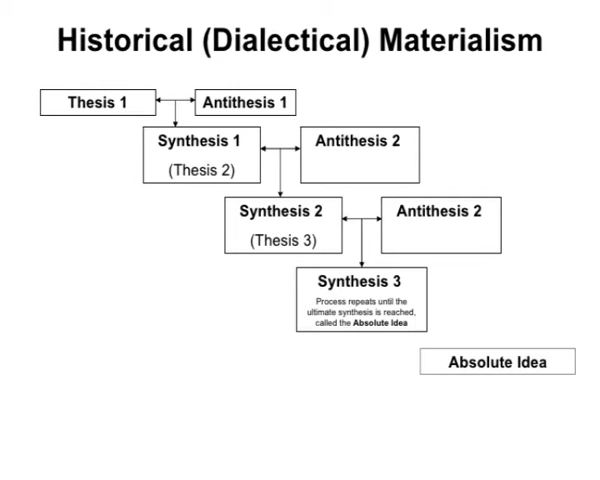 Historical (Dialectical) Materialism
Thesis 1
Antithesis 1
Synthesis 1
(Thesis 2)
Antithesis 2
Synthesis 2
(Thesis 3)
Antithesis 2
Synthesis 3
Process repeats until the
ultimate synthesis is reached,
called the Absolute Idea
Absolute Idea